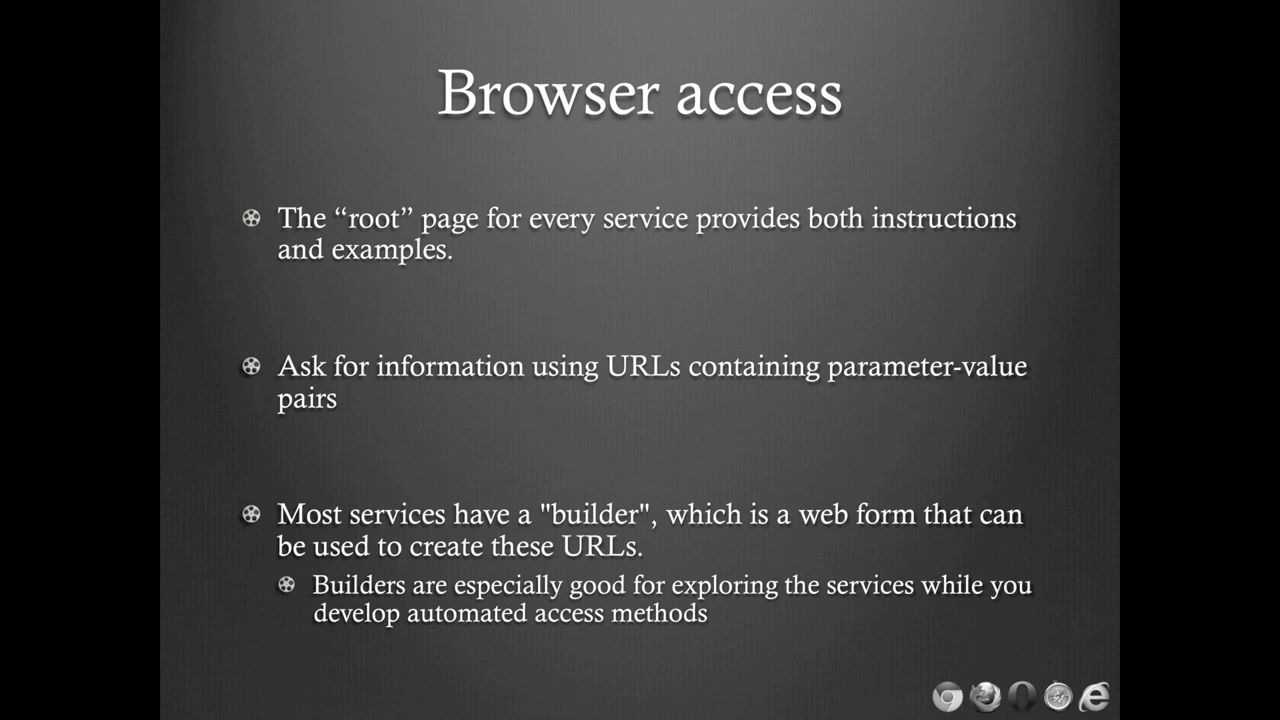 Browser access
The “root” page for every service provides both instructions
and examples.
Ask for information using URLs containing parameter-value
pairs
Most services have a "builder", which is a web form that can
be used to create these URLs.
Builders are especially good for exploring the services while you
develop automated access methods